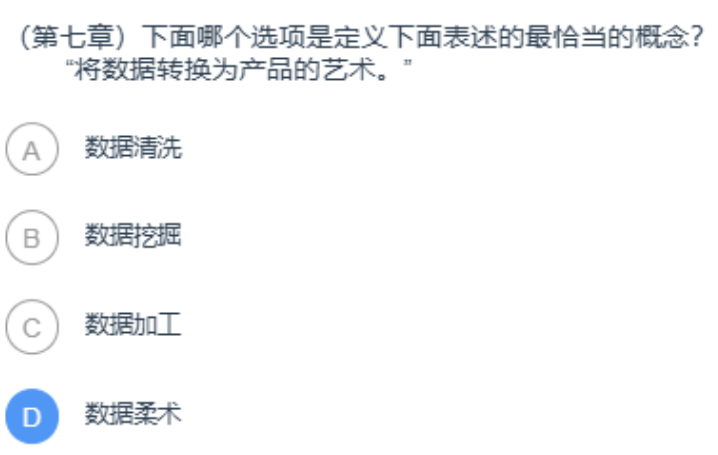 （第七章）下面哪个选项是定义下面表述的最恰当的概念？
“将数据转换为产品的艺术。”
A 数据清洗
B 数据挖掘
C 数据加工
D 数据柔术